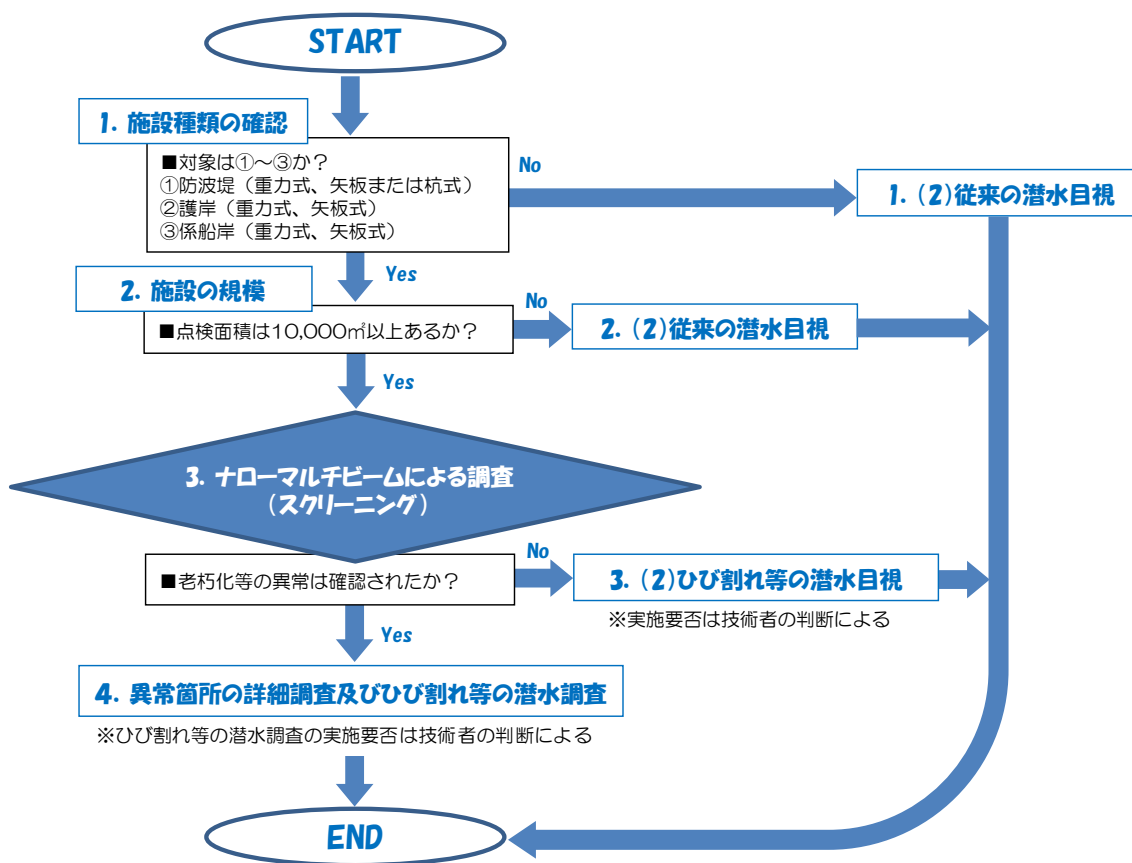 START
1. 施設種類の確認
■対象は①～③か？
①防波堤（重力式、矢板または杭式）
②護岸（重力式、矢板式）
③係船岸（重力式、矢板式）
No
1. (2)従来の潜水目視
Yes
2. 施設の規模
■点検面積は10,000㎡以上あるか？
No
2. (2)従来の潜水目視
Yes
3. ナローマルチビームによる調査
(スクリーニング)
■老朽化等の異常は確認されたか？
No
3. (2)ひび割れ等の潜水目視
※実施要否は技術者の判断による
Yes
4. 異常箇所の詳細調査及びひび割れ等の潜水調査
※ひび割れ等の潜水調査の実施要否は技術者の判断による
END